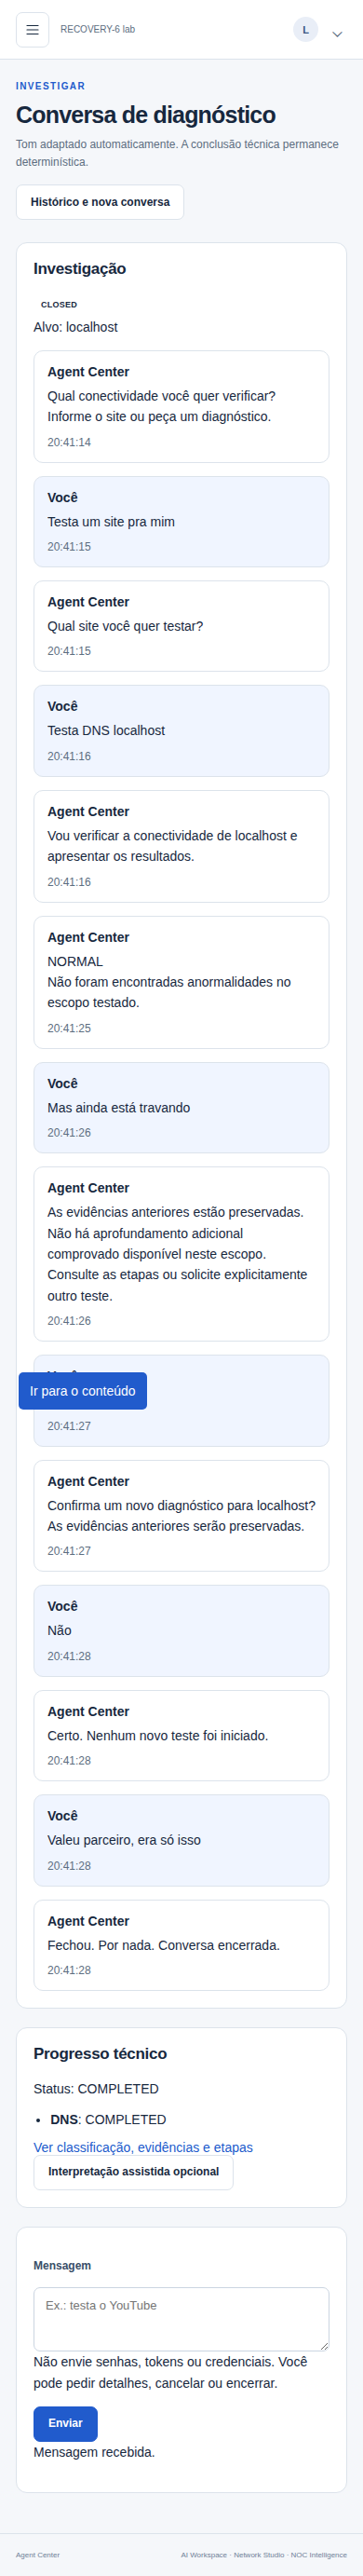 RECOVERY-6 lab
L
INVESTIGAR
Conversa de diagnóstico
Tom adaptado automaticamente. A conclusão técnica permanece
determinística.
Histórico e nova conversa
Investigação
CLOSED
Alvo: localhost
Agent Center
Qual conectividade você quer verificar?
Informe o site ou peça um diagnóstico.
20:41:14
Você
Testa um site pra mim
20:41:15
Agent Center
Qual site você quer testar?
20:41:15
Você
Testa DNS localhost
20:41:16
Agent Center
Vou verificar a conectividade de localhost e
apresentar os resultados.
20:41:16
Agent Center
NORMAL
Não foram encontradas anormalidades no
escopo testado.
20:41:25
Você
Mas ainda está travando
20:41:26
Agent Center
As evidências anteriores estão preservadas.
Não há aprofundamento adicional
comprovado disponível neste escopo.
Consulte as etapas ou solicite explicitamente
outro teste.
20:41:26
Ir para o conteúdo
20:41:27
Agent Center
Confirma um novo diagnóstico para localhost?
As evidências anteriores serão preservadas.
20:41:27
Você
Não
20:41:28
Agent Center
Certo. Nenhum novo teste foi iniciado.
20:41:28
Você
Valeu parceiro, era só isso
20:41:28
Agent Center
Fechou. Por nada. Conversa encerrada.
20:41:28
Progresso técnico
Status: COMPLETED
• DNS: COMPLETED
Ver classificação, evidências e etapas
Interpretação assistida opcional
Mensagem
Ex.: testa o YouTube
Não envie senhas, tokens ou credenciais. Você
pode pedir detalhes, cancelar ou encerrar.
Enviar
Mensagem recebida.
Agent Center
AI Workspace · Network Studio · NOC Intelligence